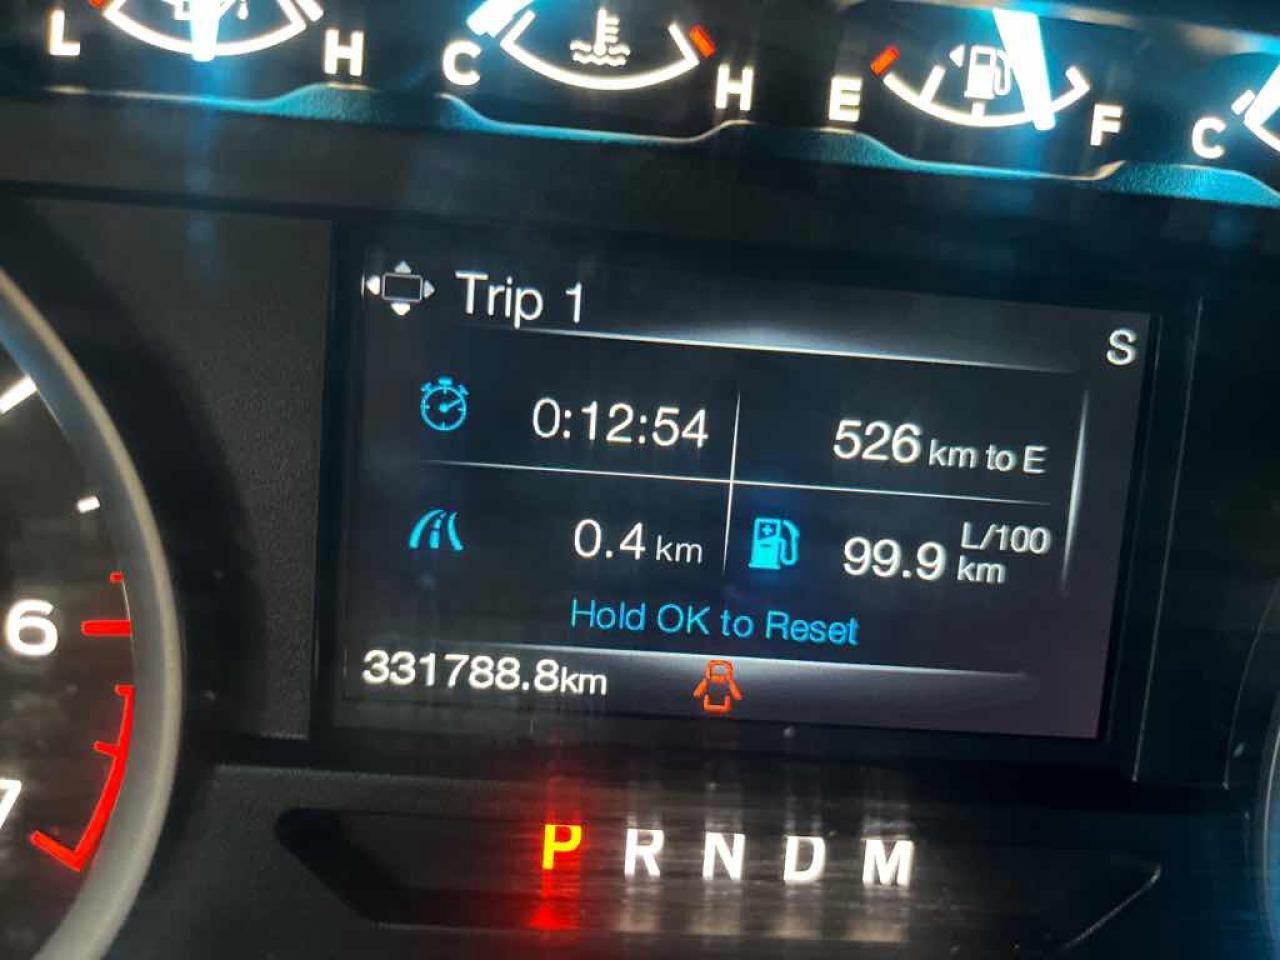 L H C H E F C
Trip 1
S
0:12:54 526 km to E
0.4 km 99.9 L/100 km
Hold OK to Reset
331788.8km
6
7
P R N D M